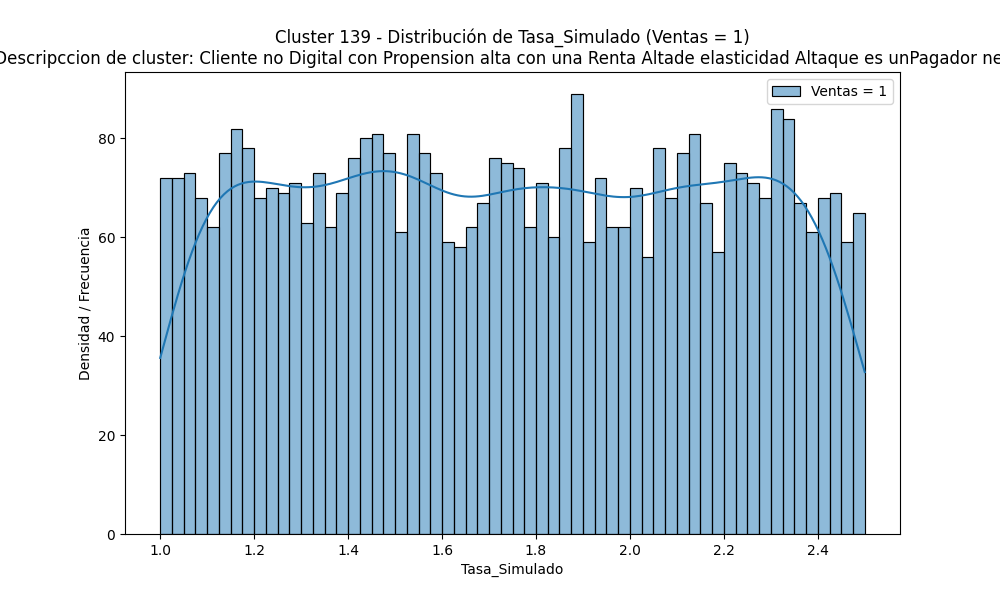 Cluster 139 - Distribución de Tasa_Simulado (Ventas = 1)
Descripccion de cluster: Cliente no Digital con Propension alta con una Renta Altade elasticidad Altaque es unPagador ne
Ventas = 1
Densidad / Frecuencia
80
60
40
20
0
1.0 1.2 1.4 1.6 1.8 2.0 2.2 2.4
Tasa_Simulado